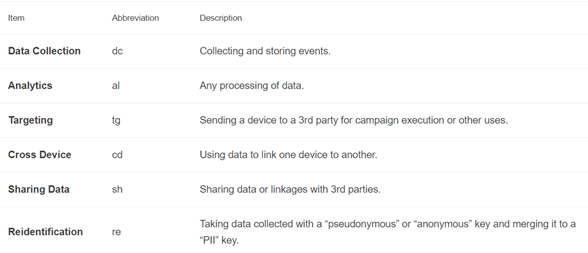 Item Abbreviation Description
Data Collection dc Collecting and storing events.
Analytics al Any processing of data.
Targeting tg Sending a device to a 3rd party for campaign execution or other uses.
Cross Device cd Using data to link one device to another.
Sharing Data sh Sharing data or linkages with 3rd parties.
Reidentification re Taking data collected with a “pseudonymous” or “anonymous” key and merging it to a
“PII” key.